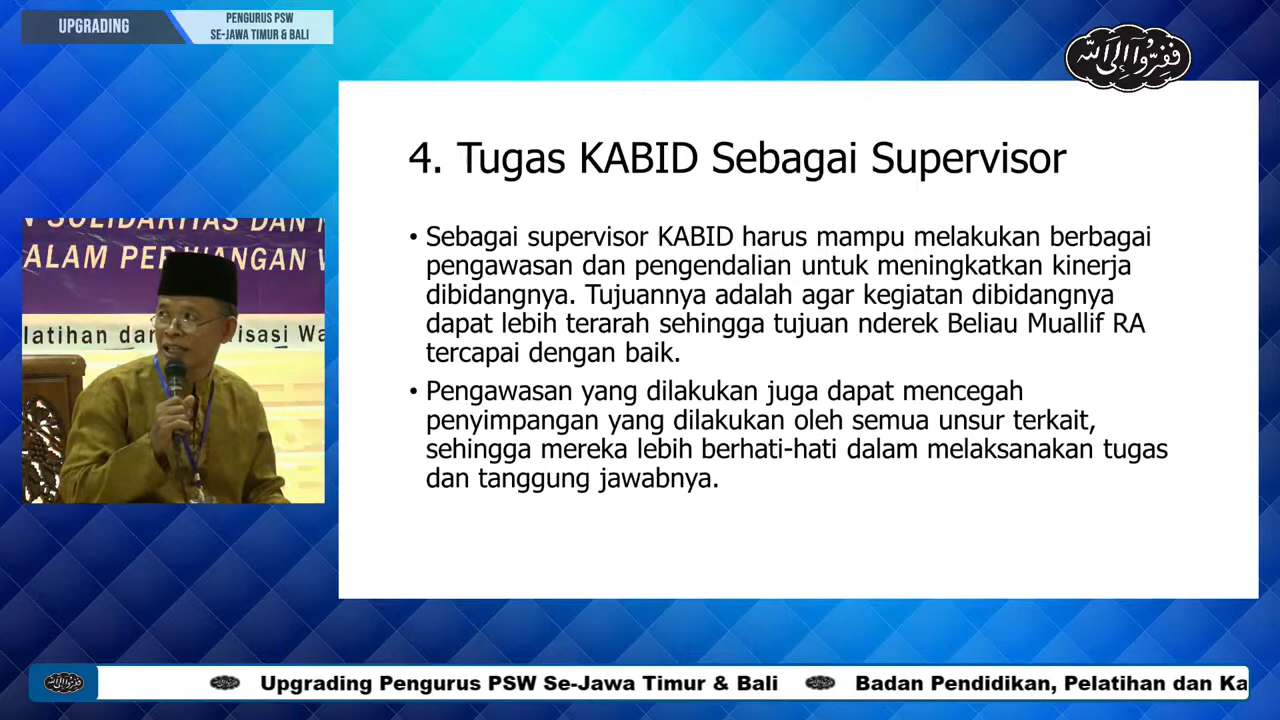 UPGRADING
PENGURUS PSW
SE-JAWA TIMUR & BALI
فَفِرُّوْآ اِلَى اللّٰه
4. Tugas KABID Sebagai Supervisor
• Sebagai supervisor KABID harus mampu melakukan berbagai
pengawasan dan pengendalian untuk meningkatkan kinerja
dibidangnya. Tujuannya adalah agar kegiatan dibidangnya
dapat lebih terarah sehingga tujuan nderek Beliau Muallif RA
tercapai dengan baik.
• Pengawasan yang dilakukan juga dapat mencegah
penyimpangan yang dilakukan oleh semua unsur terkait,
sehingga mereka lebih berhati-hati dalam melaksanakan tugas
dan tanggung jawabnya.
SOLIDARITAS DAN
ALAM PER
latihan dan
Upgrading Pengurus PSW Se-Jawa Timur & Bali
Badan Pendidikan, Pelatihan dan Ka